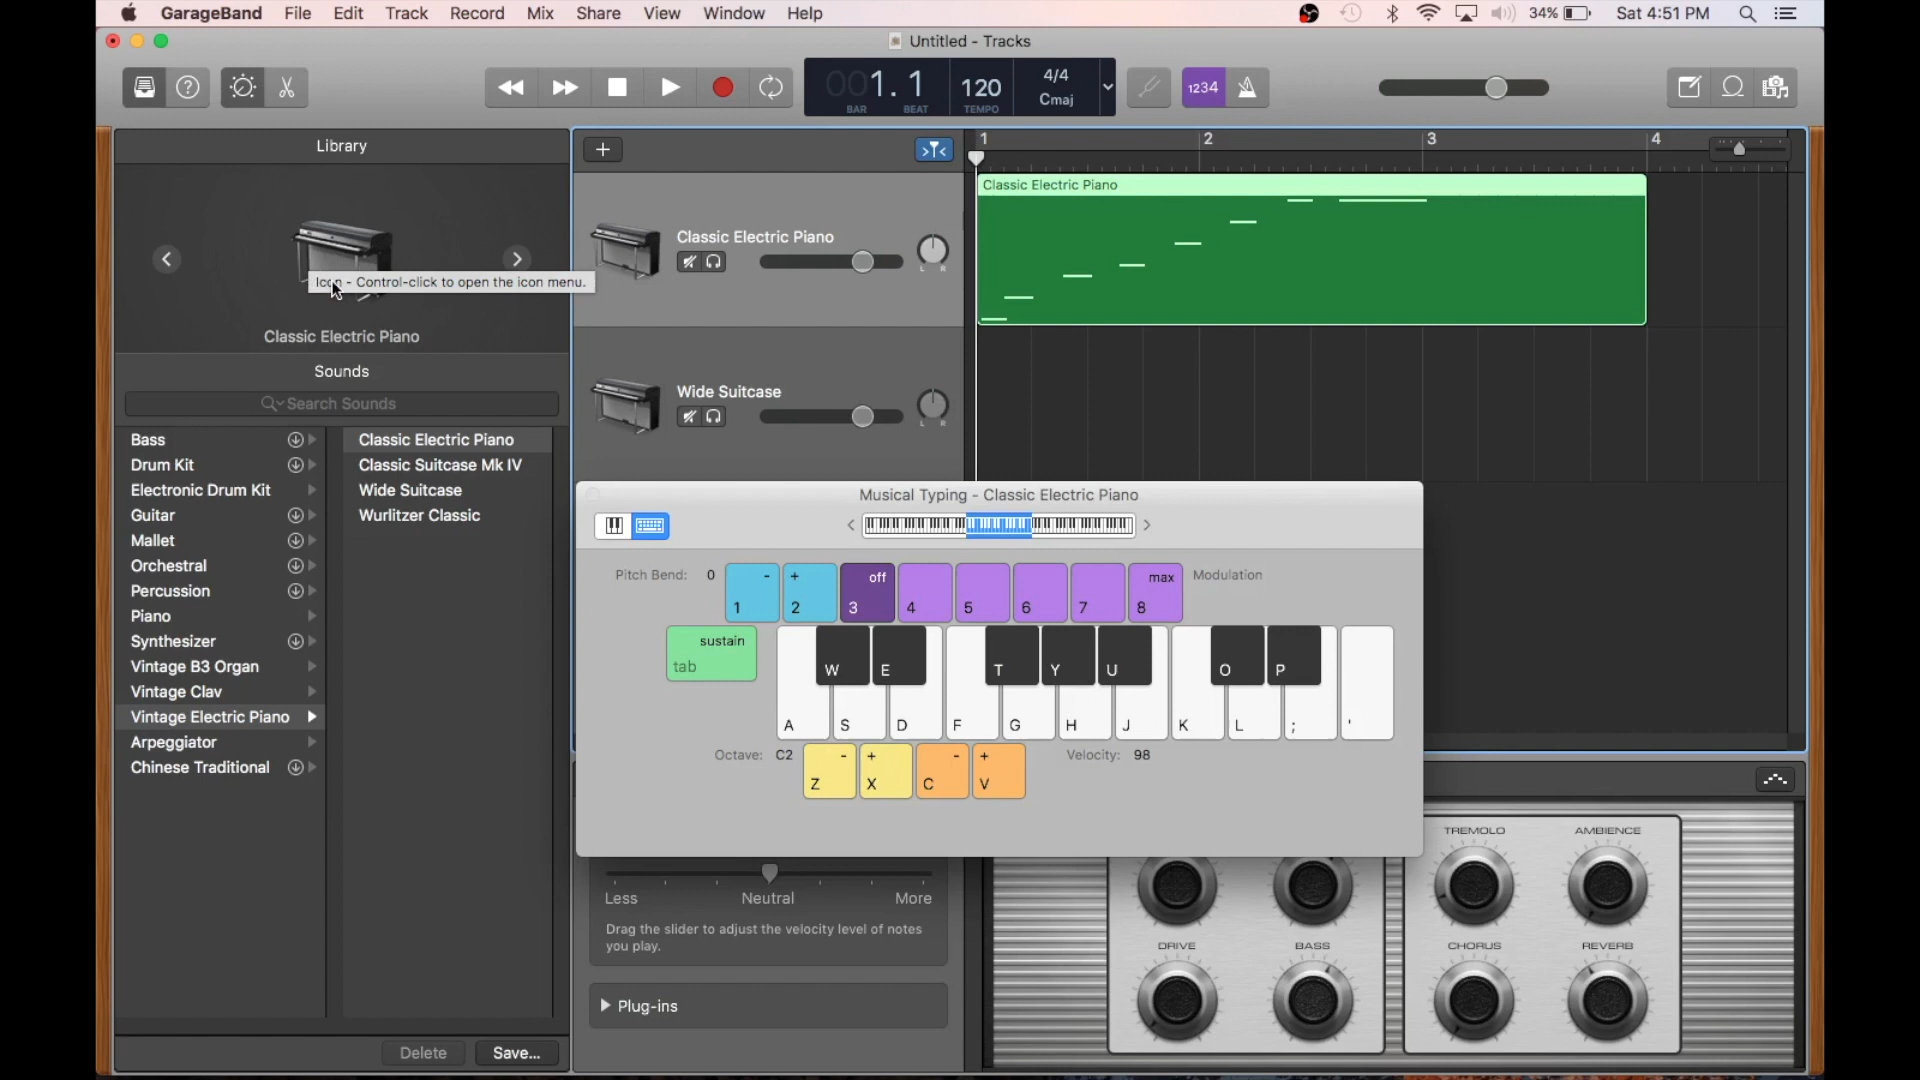 GarageBand File Edit Track Record Mix Share View Window Help 34% Sat 4:51 PM
Untitled - Tracks
001. 1 BAR BEAT 120 TEMPO 4/4 Cmaj 1234
Library
1 2 3 4
Icon - Control-click to open the icon menu.
Classic Electric Piano
Sounds
Search Sounds
Bass
Drum Kit
Electronic Drum Kit
Guitar
Mallet
Orchestral
Percussion
Piano
Synthesizer
Vintage B3 Organ
Vintage Clav
Vintage Electric Piano
Arpeggiator
Chinese Traditional
Classic Electric Piano
Classic Suitcase Mk IV
Wide Suitcase
Wurlitzer Classic
Delete Save...
Classic Electric Piano
L R
Wide Suitcase
L R
Classic Electric Piano
Musical Typing - Classic Electric Piano
Pitch Bend: 0 - + off max Modulation
1 2 3 4 5 6 7 8
sustain
tab
W E T Y U O P
A S D F G H J K L ; '
Octave: C2 - + - + Velocity: 98
Z X C V
Less Neutral More
Drag the slider to adjust the velocity level of notes
you play.
Plug-ins
TREMOLO AMBIENCE
DRIVE BASS CHORUS REVERB